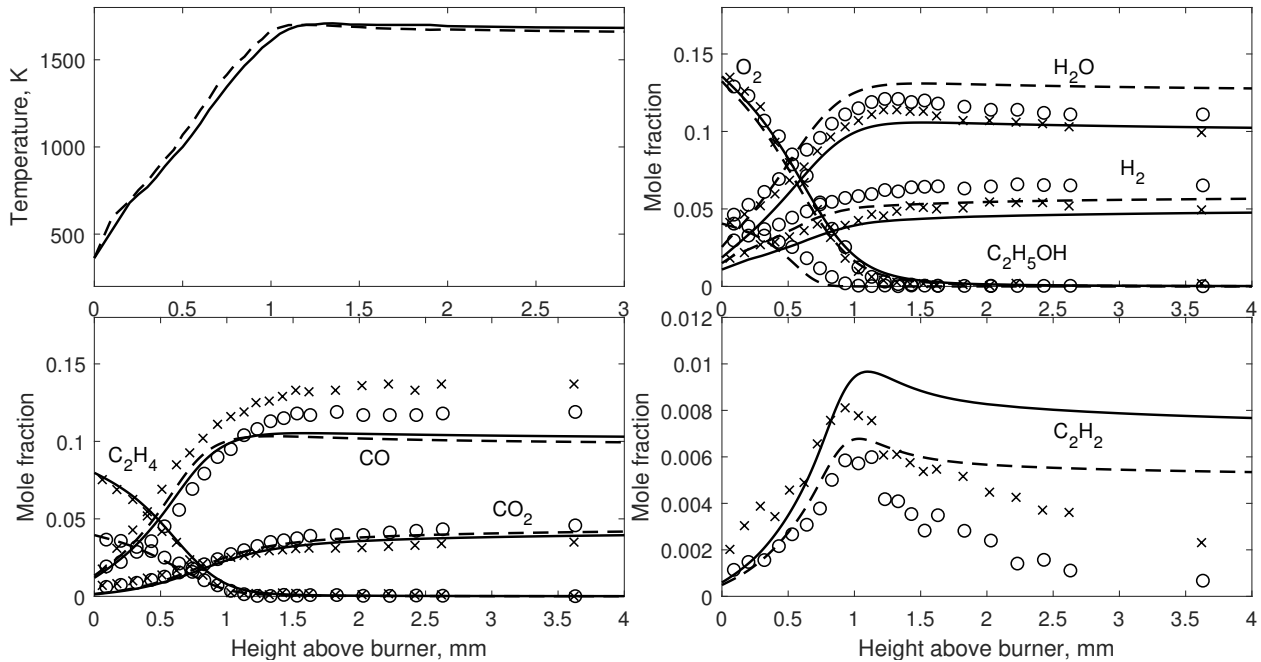 Temperature, K
1500
1000
500
0 0.5 1 1.5 2 2.5 3
Mole fraction
0.15
0.1
0.05
0
O2
H2O
H2
C2H5OH
0 0.5 1 1.5 2 2.5 3 3.5 4
Mole fraction
0.15
0.1
0.05
0
C2H4
CO
CO2
0 0.5 1 1.5 2 2.5 3 3.5 4
Height above burner, mm
Mole fraction
0.012
0.01
0.008
0.006
0.004
0.002
0
C2H2
0 0.5 1 1.5 2 2.5 3 3.5 4
Height above burner, mm